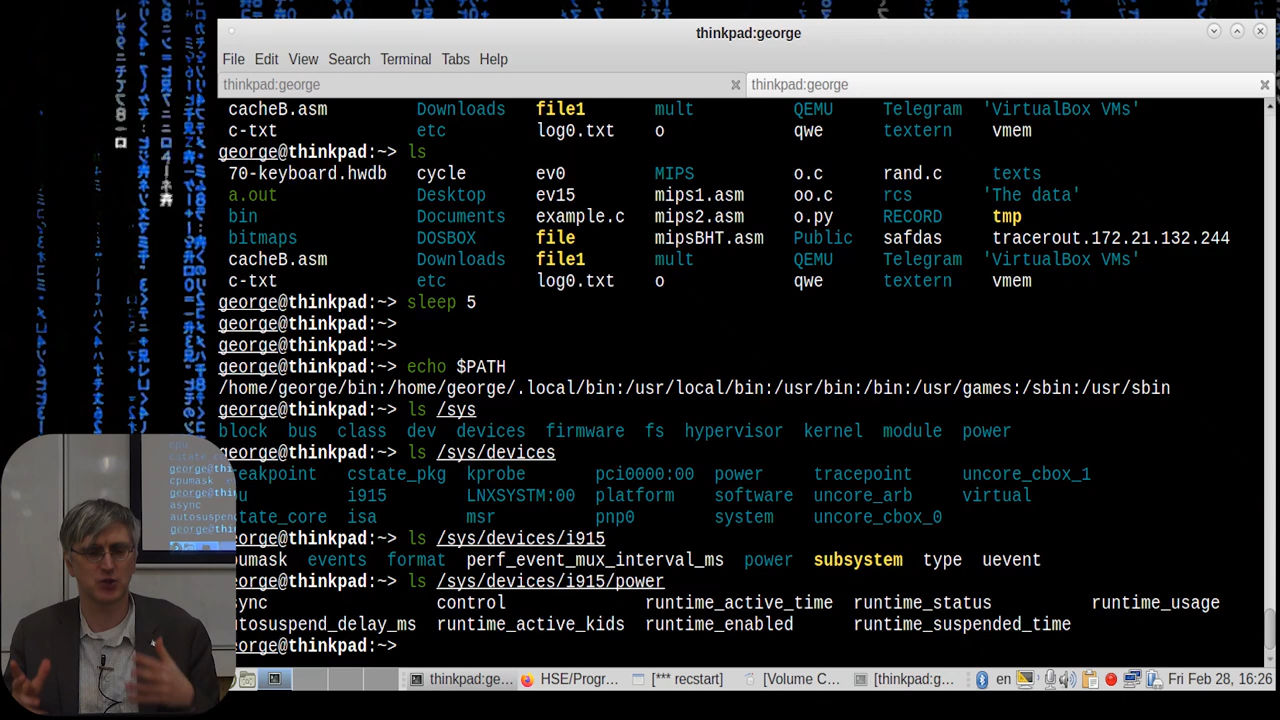 thinkpad:george
File Edit View Search Terminal Tabs Help
thinkpad:george thinkpad:george
cacheB.asm Downloads file1 mult QEMU Telegram 'VirtualBox VMs'
c-txt etc log0.txt o qwe textern vmem
george@thinkpad:~> ls
70-keyboard.hwdb cycle ev0 MIPS o.c rand.c texts
a.out Desktop ev15 mips1.asm oo.c rcs 'The data'
bin Documents example.c mips2.asm o.py RECORD tmp
bitmaps DOSBOX file mipsBHT.asm Public safdas tracerout.172.21.132.244
cacheB.asm Downloads file1 mult QEMU Telegram 'VirtualBox VMs'
c-txt etc log0.txt o qwe textern vmem
george@thinkpad:~> sleep 5
george@thinkpad:~>
george@thinkpad:~>
george@thinkpad:~> echo $PATH
/home/george/bin:/home/george/.local/bin:/usr/local/bin:/usr/bin:/bin:/usr/games:/sbin:/usr/sbin
george@thinkpad:~> ls /sys
block bus class dev devices firmware fs hypervisor kernel module power
george@thinkpad:~> ls /sys/devices
reakpoint cstate_pkg kprobe pci0000:00 power tracepoint uncore_cbox_1
pu i915 LNXSYSTM:00 platform software uncore_arb virtual
state_core isa msr pnp0 system uncore_cbox_0
eorge@thinkpad:~> ls /sys/devices/i915
pumask events format perf_event_mux_interval_ms power subsystem type uevent
eorge@thinkpad:~> ls /sys/devices/i915/power
sync control runtime_active_time runtime_status runtime_usage
utosuspend_delay_ms runtime_active_kids runtime_enabled runtime_suspended_time
eorge@thinkpad:~>
thinkpad:ge... HSE/Progr... [*** recstart] [Volume C... [thinkpad:g... en Fri Feb 28, 16:26